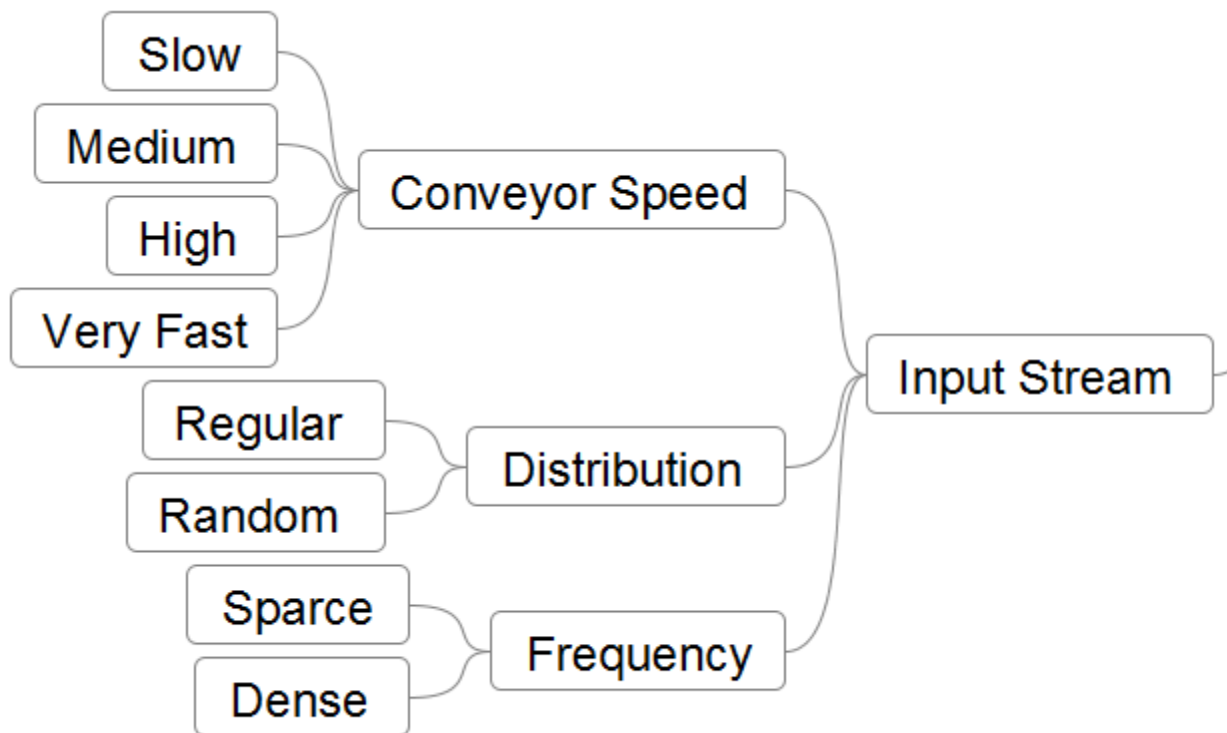 Slow
Medium
Conveyor Speed
High
Very Fast
Input Stream
Regular
Distribution
Random
Sparce
Frequency
Dense